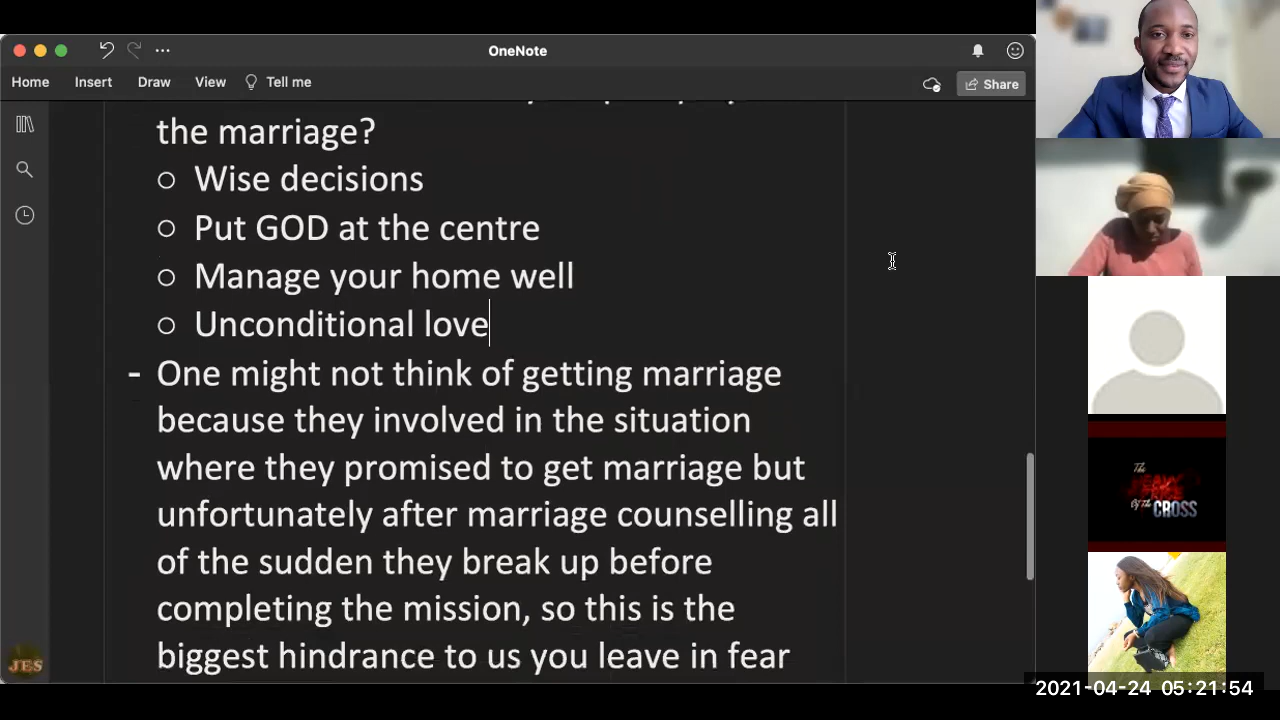 OneNote
Home Insert Draw View Tell me Share
the marriage?
○ Wise decisions
○ Put GOD at the centre
○ Manage your home well
○ Unconditional love
- One might not think of getting marriage
because they involved in the situation
where they promised to get marriage but
unfortunately after marriage counselling all
of the sudden they break up before
completing the mission, so this is the
biggest hindrance to us you leave in fear
JES
The
Of The CROSS
2021-04-24 05:21:54